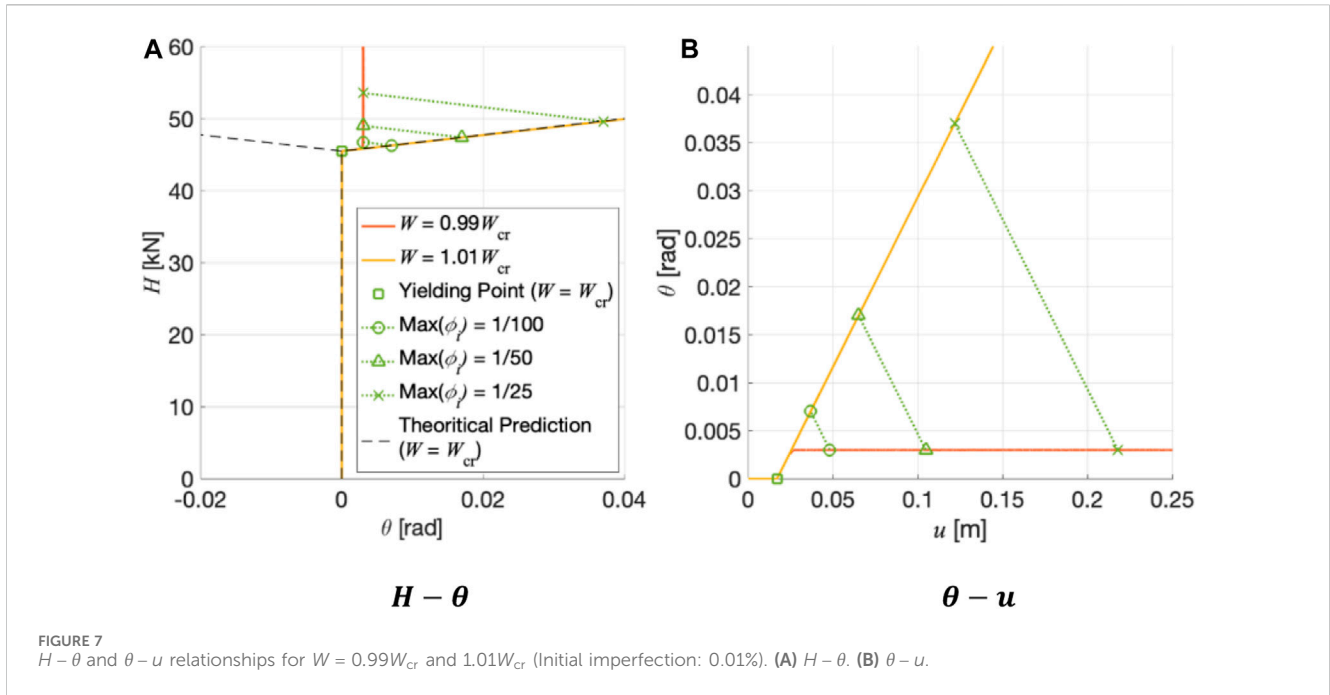 A
60
50
40
30
20
10
0
H [kN]
-0.02
0
0.02
0.04
θ [rad]
W = 0.99W_cr
W = 1.01W_cr
Yielding Point (W = W_cr)
Max(ϕ_i) = 1/100
Max(ϕ_i) = 1/50
Max(ϕ_i) = 1/25
Theoritical Prediction
(W = W_cr)
H − θ
B
0.04
0.035
0.03
0.025
0.02
0.015
0.01
0.005
0
θ [rad]
0
0.05
0.1
0.15
0.2
0.25
u [m]
θ − u
FIGURE 7
H – θ and θ – u relationships for W = 0.99W_cr and 1.01W_cr (Initial imperfection: 0.01%). (A) H – θ. (B) θ – u.